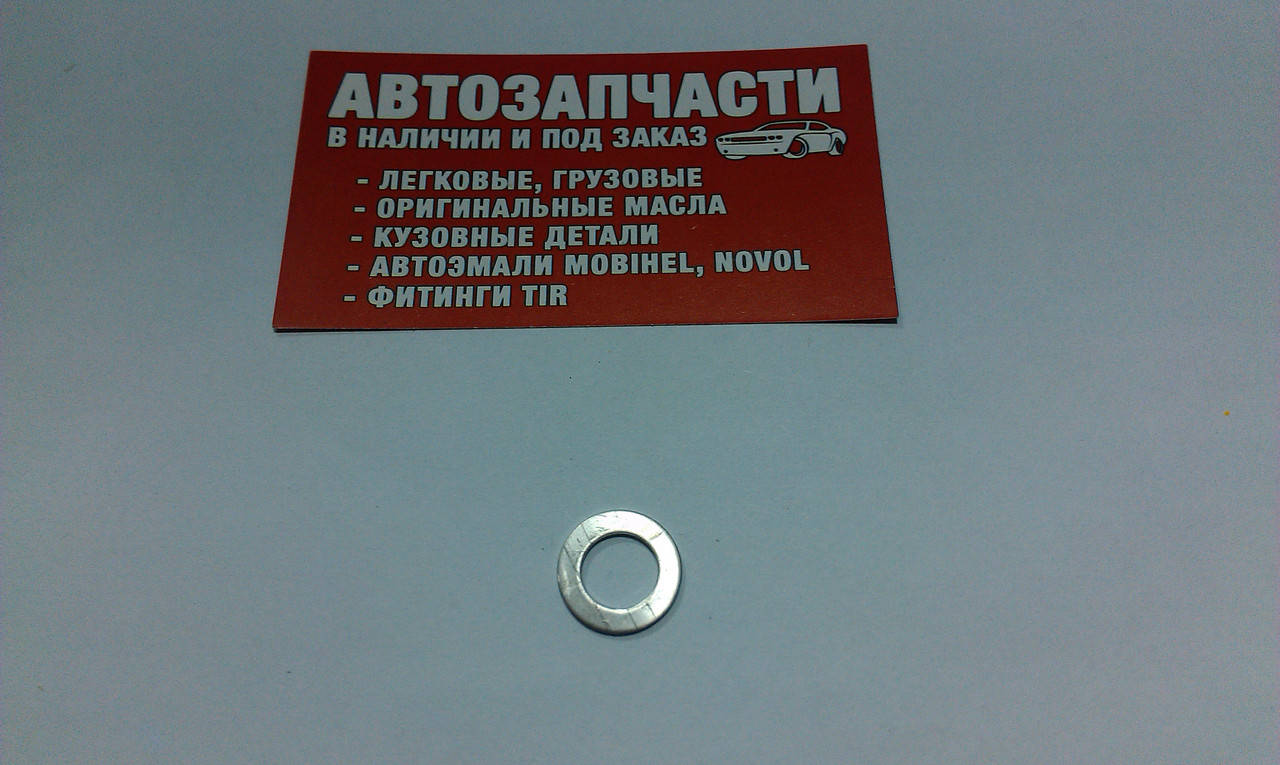 АВТОЗАПЧАСТИ
В НАЛИЧИИ И ПОД ЗАКАЗ
- ЛЕГКОВЫЕ, ГРУЗОВЫЕ
- ОРИГИНАЛЬНЫЕ МАСЛА
- КУЗОВНЫЕ ДЕТАЛИ
- АВТОЭМАЛИ MOBIHEL, NOVOL
- ФИТИНГИ TIR